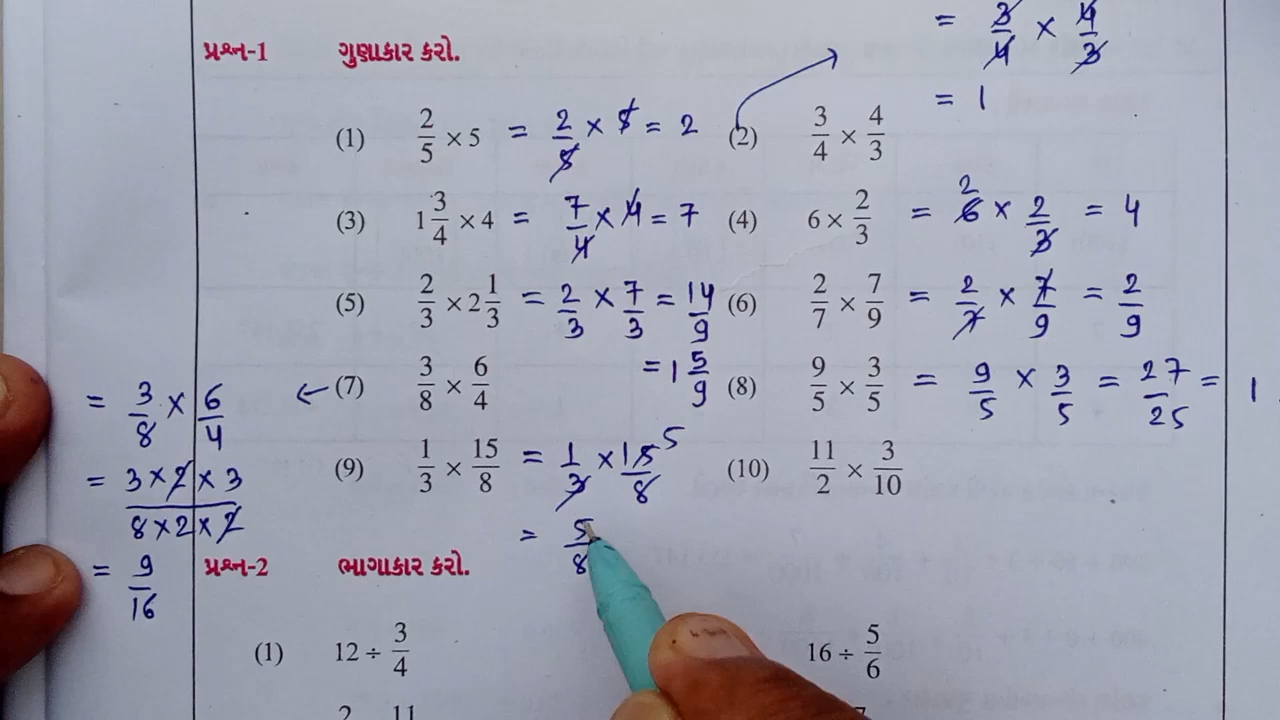 = 3/4 × 4/3
= 1
પ્રશ્ન-1 ગુણાકાર કરો.
(1) 2/5 × 5 = 2/5 × 5 = 2
(2) 3/4 × 4/3
(3) 1 3/4 × 4 = 7/4 × 4 = 7
(4) 6 × 2/3 = 6 2 × 2/3 = 4
(5) 2/3 × 2 1/3 = 2/3 × 7/3 = 14/9
= 1 5/9
(6) 2/7 × 7/9 = 2/7 × 7/9 = 2/9
(7) 3/8 × 6/4
= 3/8 × 6/4
= 3 × 2 × 3 / 8 × 2 × 2
= 9/16
(8) 9/5 × 3/5 = 9/5 × 3/5 = 27/25 = 1
(9) 1/3 × 15/8 = 1/3 × 15/8 5
= 5/8
(10) 11/2 × 3/10
પ્રશ્ન-2 ભાગાકાર કરો.
(1) 12 ÷ 3/4
16 ÷ 5/6
2 11